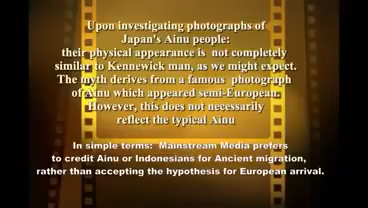 Upon investigating photographs of
Japan's Ainu people:
their physical appearance is not completely
similar to Kennewick man, as we might expect.
The myth derives from a famous photograph
of Ainu which appeared semi-European.
However, this does not necessarily
reflect the typical Ainu
In simple terms: Mainstream Media prefers
to credit Ainu or Indonesians for Ancient migration,
rather than accepting the hypothesis for European arrival.